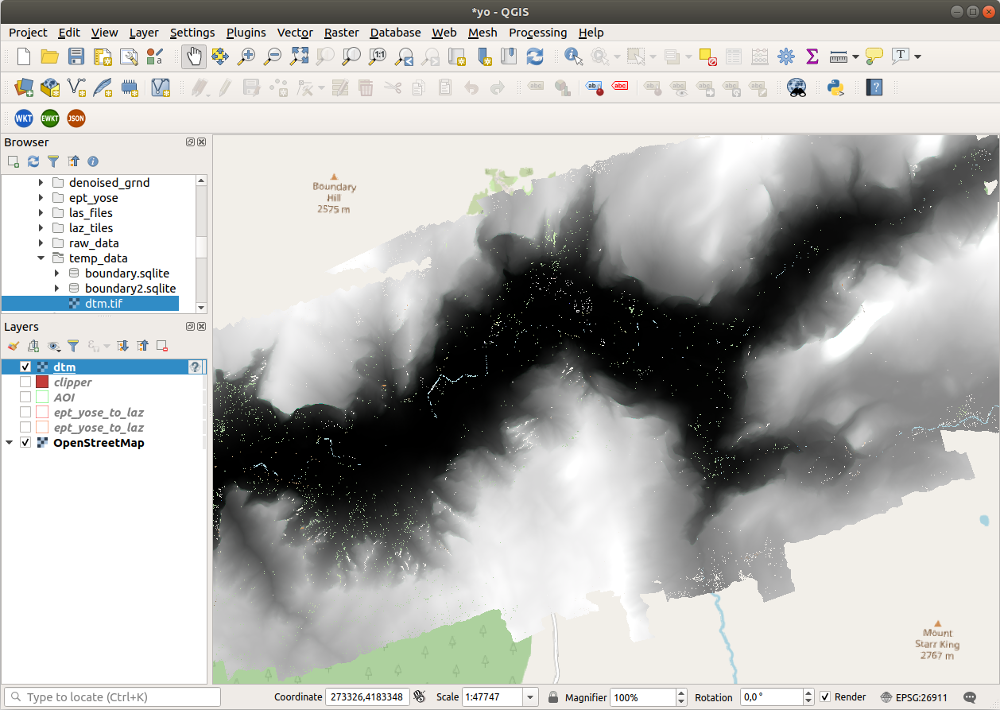 *yo - QGIS
Project Edit View Layer Settings Plugins Vector Raster Database Web Mesh Processing Help
WKT EWKT JSON
Browser
denoised_grnd
ept_yose
las_files
laz_tiles
raw_data
temp_data
boundary.sqlite
boundary2.sqlite
dtm.tif
Layers
dtm ?
clipper
AOI
ept_yose_to_laz
ept_yose_to_laz
OpenStreetMap
Boundary
Hill
2575 m
Mount
Starr King
2767 m
Type to locate (Ctrl+K) Coordinate 273326,4183348 Scale 1:47747 Magnifier 100% Rotation 0,0 ° Render EPSG:26911